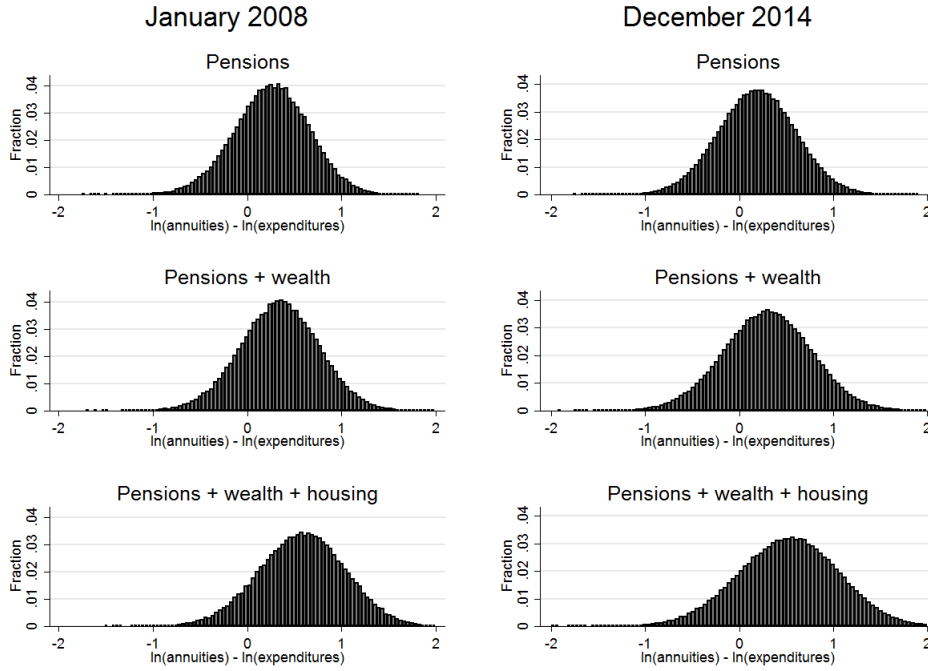 January 2008
December 2014
Pensions
Fraction
0 .01 .02 .03 .04
-2 -1 0 1 2
ln(annuities) - ln(expenditures)
Pensions
Fraction
0 .01 .02 .03 .04
-2 -1 0 1 2
ln(annuities) - ln(expenditures)
Pensions + wealth
Fraction
0 .01 .02 .03 .04
-2 -1 0 1 2
ln(annuities) - ln(expenditures)
Pensions + wealth
Fraction
0 .01 .02 .03 .04
-2 -1 0 1 2
ln(annuities) - ln(expenditures)
Pensions + wealth + housing
Fraction
0 .01 .02 .03 .04
-2 -1 0 1 2
ln(annuities) - ln(expenditures)
Pensions + wealth + housing
Fraction
0 .01 .02 .03 .04
-2 -1 0 1 2
ln(annuities) - ln(expenditures)